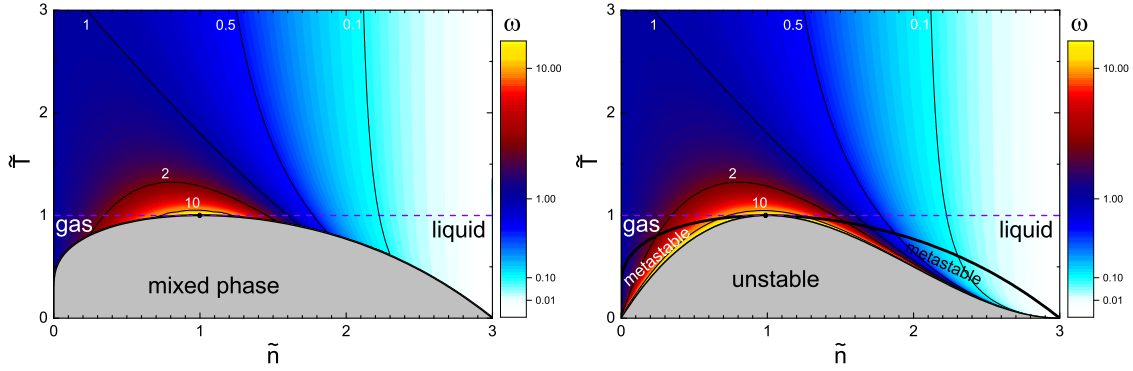 3
2
1
0
T̃
0
1
2
3
ñ
1
0.5
0.1
2
10
gas
liquid
mixed phase
ω
10.00
1.00
0.10
0.01
3
2
1
0
T̃
0
1
2
3
ñ
1
0.5
0.1
2
10
gas
liquid
metastable
metastable
unstable
ω
10.00
1.00
0.10
0.01